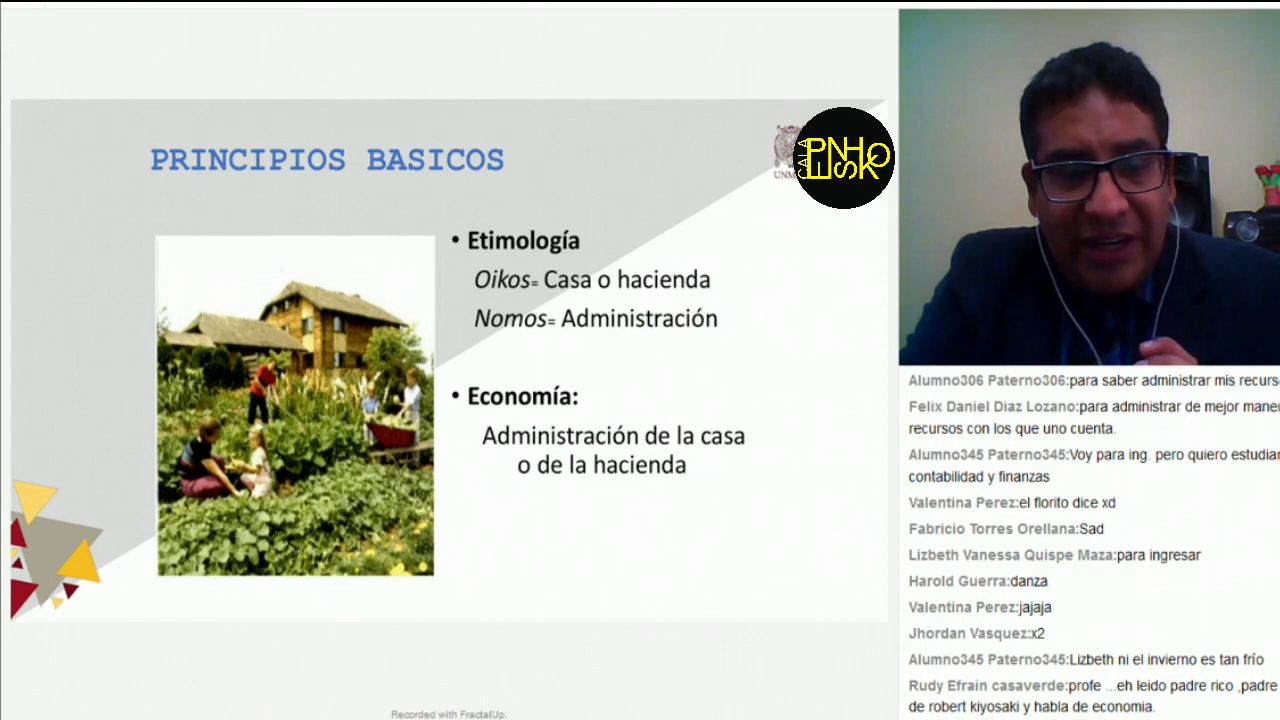 PRINCIPIOS BASICOS
UNM
CALA
PNHO
ESK
• Etimología
Oikos= Casa o hacienda
Nomos= Administración
• Economía:
Administración de la casa
o de la hacienda
Recorded with FractalUp.
Alumno306 Paterno306:para saber administrar mis recurs
Felix Daniel Diaz Lozano:para administrar de mejor mane
recursos con los que uno cuenta.
Alumno345 Paterno345:Voy para ing. pero quiero estudiar
contabilidad y finanzas
Valentina Perez:el florito dice xd
Fabricio Torres Orellana:Sad
Lizbeth Vanessa Quispe Maza:para ingresar
Harold Guerra:danza
Valentina Perez:jajaja
Jhordan Vasquez:x2
Alumno345 Paterno345:Lizbeth ni el invierno es tan frío
Rudy Efrain casaverde:profe ...eh leido padre rico ,padre
de robert kiyosaki y habla de economia.